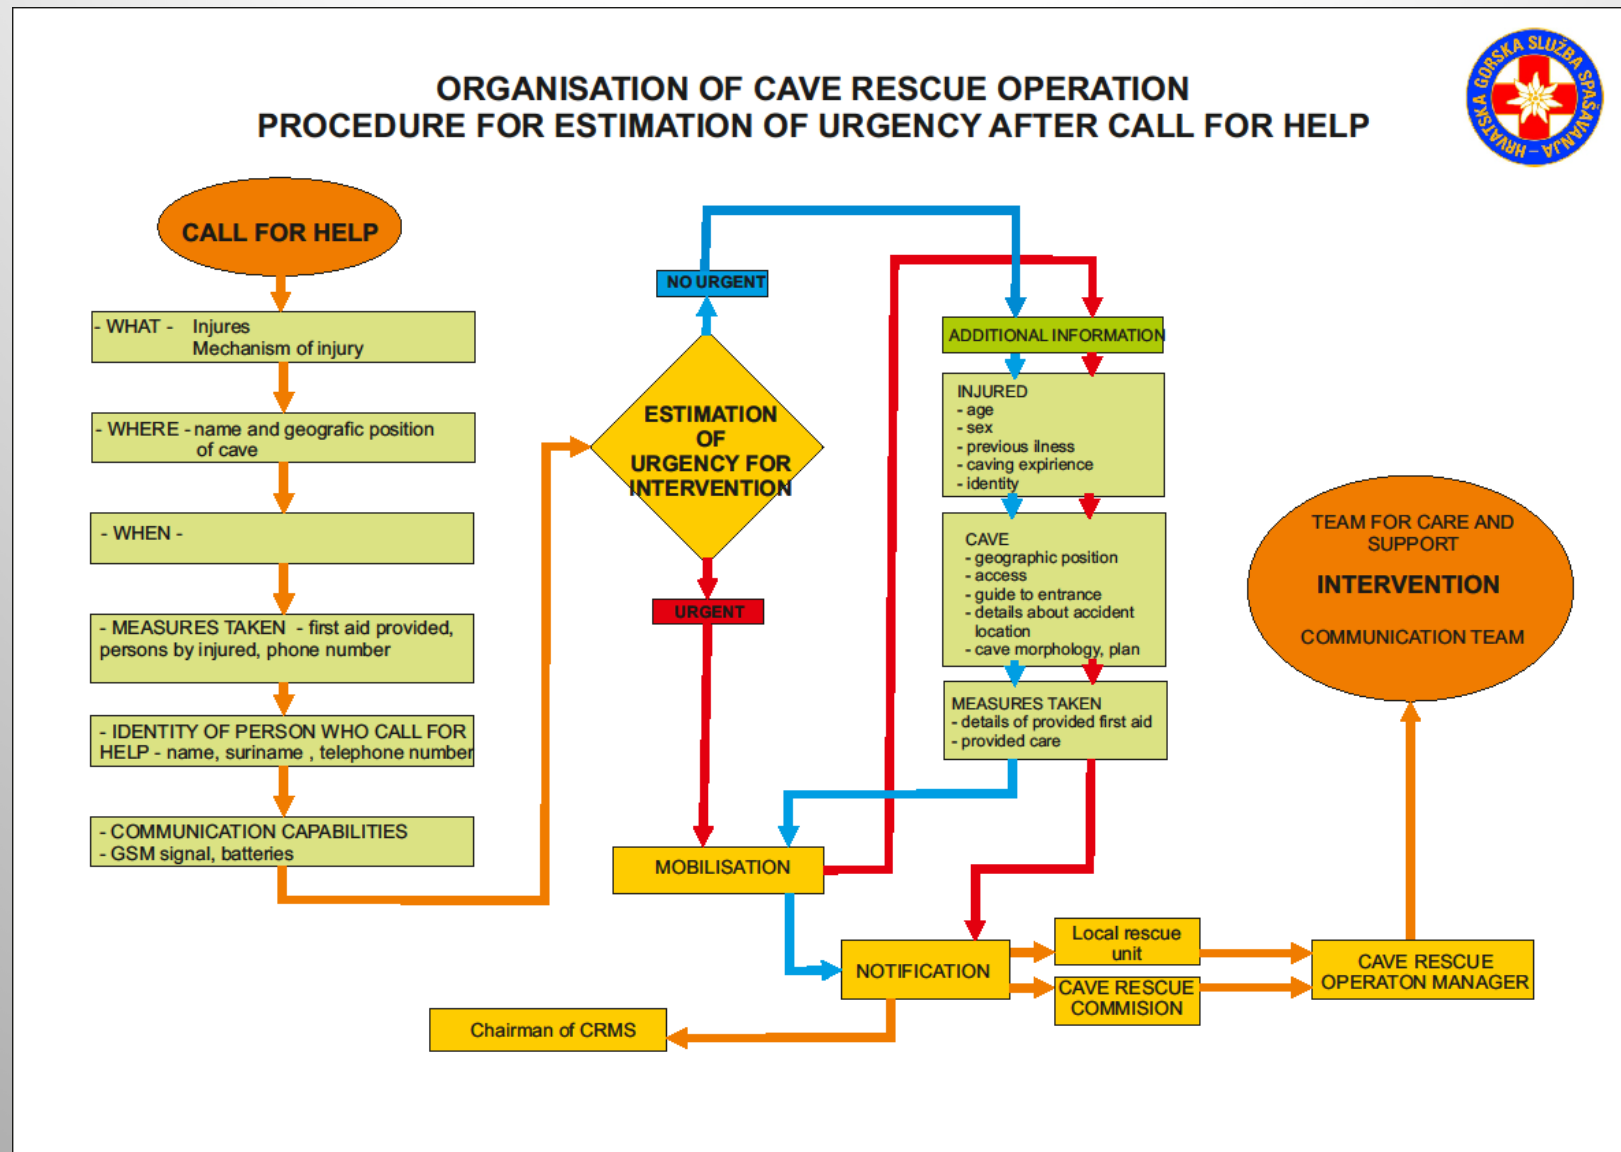 ORGANISATION OF CAVE RESCUE OPERATION
PROCEDURE FOR ESTIMATION OF URGENCY AFTER CALL FOR HELP
HRVATSKA GORSKA SLUŽBA SPAŠAVANJA -
CALL FOR HELP
- WHAT - Injures
Mechanism of injury
- WHERE - name and geografic position
of cave
- WHEN -
- MEASURES TAKEN - first aid provided,
persons by injured, phone number
- IDENTITY OF PERSON WHO CALL FOR
HELP - name, suriname , telephone number
- COMMUNICATION CAPABILITIES
- GSM signal, batteries
NO URGENT
ESTIMATION
OF
URGENCY FOR
INTERVENTION
URGENT
MOBILISATION
ADDITIONAL INFORMATION
INJURED
- age
- sex
- previous ilness
- caving expirience
- identity
CAVE
- geographic position
- access
- guide to entrance
- details about accident
location
- cave morphology, plan
MEASURES TAKEN
- details of provided first aid
- provided care
NOTIFICATION
Chairman of CRMS
Local rescue
unit
CAVE RESCUE
COMMISION
CAVE RESCUE
OPERATON MANAGER
TEAM FOR CARE AND
SUPPORT
INTERVENTION
COMMUNICATION TEAM